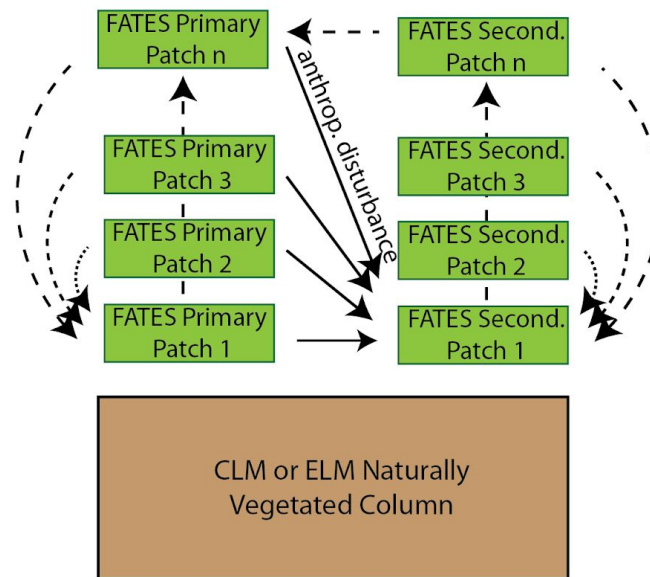 FATES Primary
Patch n
FATES Second.
Patch n
anthrop. disturbance
FATES Primary
Patch 3
FATES Second.
Patch 3
FATES Primary
Patch 2
FATES Second.
Patch 2
FATES Primary
Patch 1
FATES Second.
Patch 1
CLM or ELM Naturally
Vegetated Column